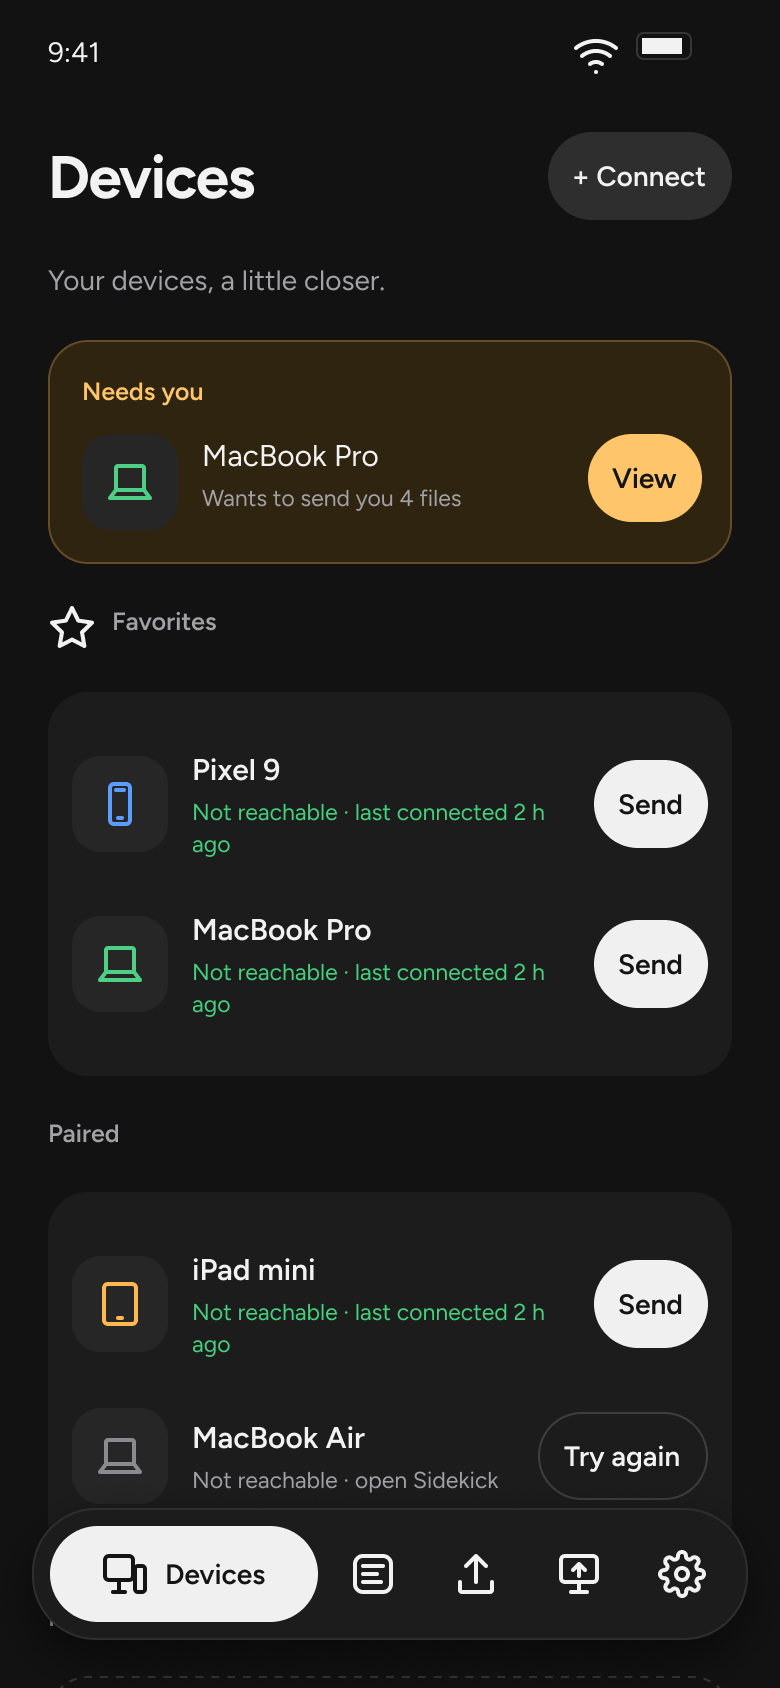 9:41
Devices
+ Connect
Your devices, a little closer.
Needs you
MacBook Pro
Wants to send you 4 files
View
Favorites
Pixel 9
Not reachable · last connected 2 h
ago
Send
MacBook Pro
Not reachable · last connected 2 h
ago
Send
Paired
iPad mini
Not reachable · last connected 2 h
ago
Send
MacBook Air
Not reachable · open Sidekick
Try again
Devices